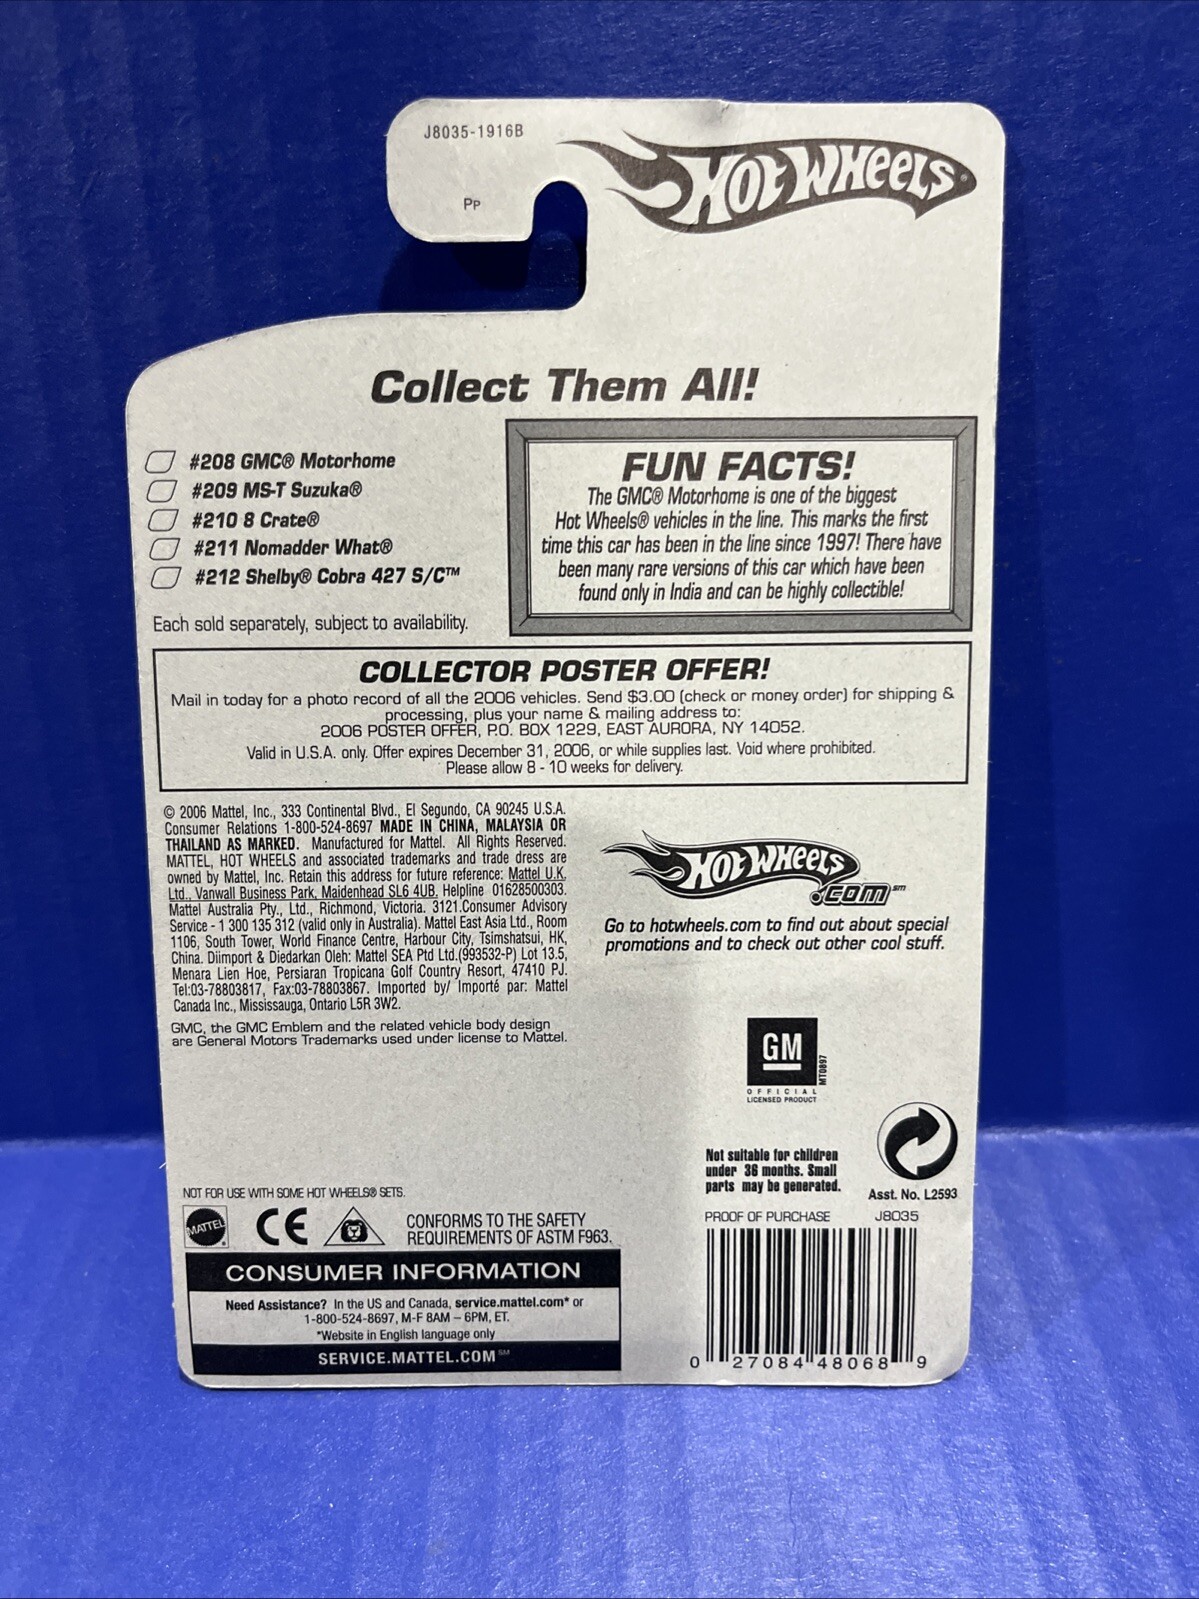 J8035-1916B
PP
HOT WHEELS®
Collect Them All!
#208 GMC® Motorhome
#209 MS-T Suzuka®
#210 8 Crate®
#211 Nomadder What®
#212 Shelby® Cobra 427 S/C™
Each sold separately, subject to availability.
FUN FACTS!
The GMC® Motorhome is one of the biggest
Hot Wheels® vehicles in the line. This marks the first
time this car has been in the line since 1997! There have
been many rare versions of this car which have been
found only in India and can be highly collectible!
COLLECTOR POSTER OFFER!
Mail in today for a photo record of all the 2006 vehicles. Send $3.00 (check or money order) for shipping &
processing, plus your name & mailing address to:
2006 POSTER OFFER, P.O. BOX 1229, EAST AURORA, NY 14052.
Valid in U.S.A. only. Offer expires December 31, 2006, or while supplies last. Void where prohibited.
Please allow 8 - 10 weeks for delivery.
© 2006 Mattel, Inc., 333 Continental Blvd., El Segundo, CA 90245 U.S.A.
Consumer Relations 1-800-524-8697 MADE IN CHINA, MALAYSIA OR
THAILAND AS MARKED. Manufactured for Mattel. All Rights Reserved.
MATTEL, HOT WHEELS and associated trademarks and trade dress are
owned by Mattel, Inc. Retain this address for future reference: Mattel U.K.
Ltd., Vanwall Business Park, Maidenhead SL6 4UB. Helpline 01628500303.
Mattel Australia Pty., Ltd., Richmond, Victoria. 3121.Consumer Advisory
Service - 1 300 135 312 (valid only in Australia). Mattel East Asia Ltd., Room
1106, South Tower, World Finance Centre, Harbour City, Tsimshatsui, HK,
China. Diimport & Diedarkan Oleh: Mattel SEA Ptd Ltd.(993532-P) Lot 13.5,
Menara Lien Hoe, Persiaran Tropicana Golf Country Resort, 47410 PJ.
Tel:03-78803817, Fax:03-78803867. Imported by/ Importé par: Mattel
Canada Inc., Mississauga, Ontario L5R 3W2.
GMC, the GMC Emblem and the related vehicle body design
are General Motors Trademarks used under license to Mattel.
HOT WHEELS
.COM℠
Go to hotwheels.com to find out about special
promotions and to check out other cool stuff.
GM
MT0897
OFFICIAL
LICENSED PRODUCT
Not suitable for children
under 36 months. Small
parts may be generated.
Asst. No. L2593
NOT FOR USE WITH SOME HOT WHEELS® SETS.
MATTEL®
CE
CONFORMS TO THE SAFETY
REQUIREMENTS OF ASTM F963.
CONSUMER INFORMATION
Need Assistance? In the US and Canada, service.mattel.com* or
1-800-524-8697, M-F 8AM – 6PM, ET.
*Website in English language only
SERVICE.MATTEL.COM℠
PROOF OF PURCHASE J8035
0 27084 48068 9